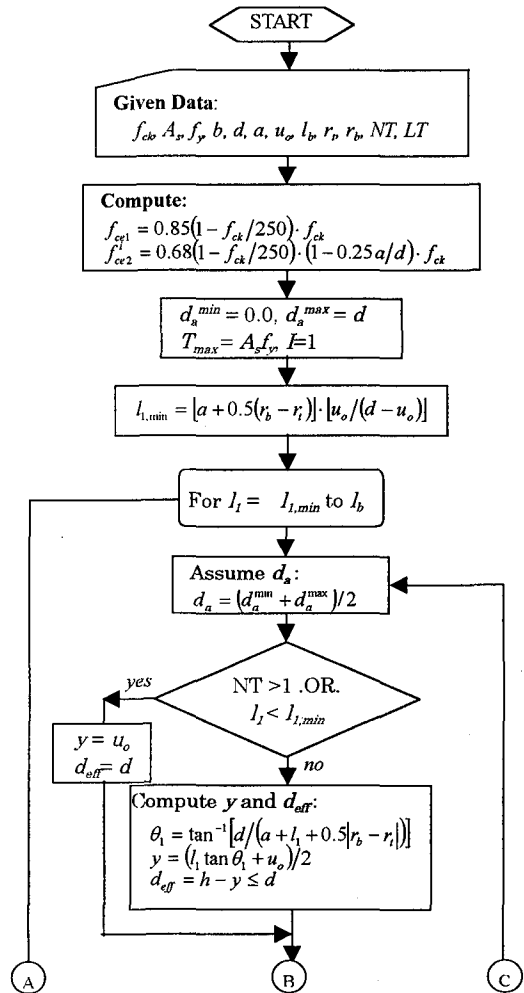 START
Given Data:
f_ck, A_s, f_y, b, d, a, u_o, l_b, r_t, r_b, NT, LT
Compute:
f_ce1 = 0.85(1 − f_ck/250)· f_ck
f_ce2^1 = 0.68(1 − f_ck/250)·(1 − 0.25 a/d)· f_ck
d_a^min = 0.0, d_a^max = d
T_max = A_s f_y, I=1
l_1,min = [a + 0.5(r_b − r_t)]·[u_o/(d − u_o)]
For l_1 = l_1,min to l_b
Assume d_a:
d_a = (d_a^min + d_a^max)/2
NT >1 .OR.
l_1 < l_1,min
yes
y = u_o
d_eff = d
no
Compute y and d_eff:
θ_1 = tan^-1[d/(a + l_1 + 0.5|r_b − r_t|)]
y = (l_1 tan θ_1 + u_o)/2
d_eff = h − y ≤ d
A
B
C